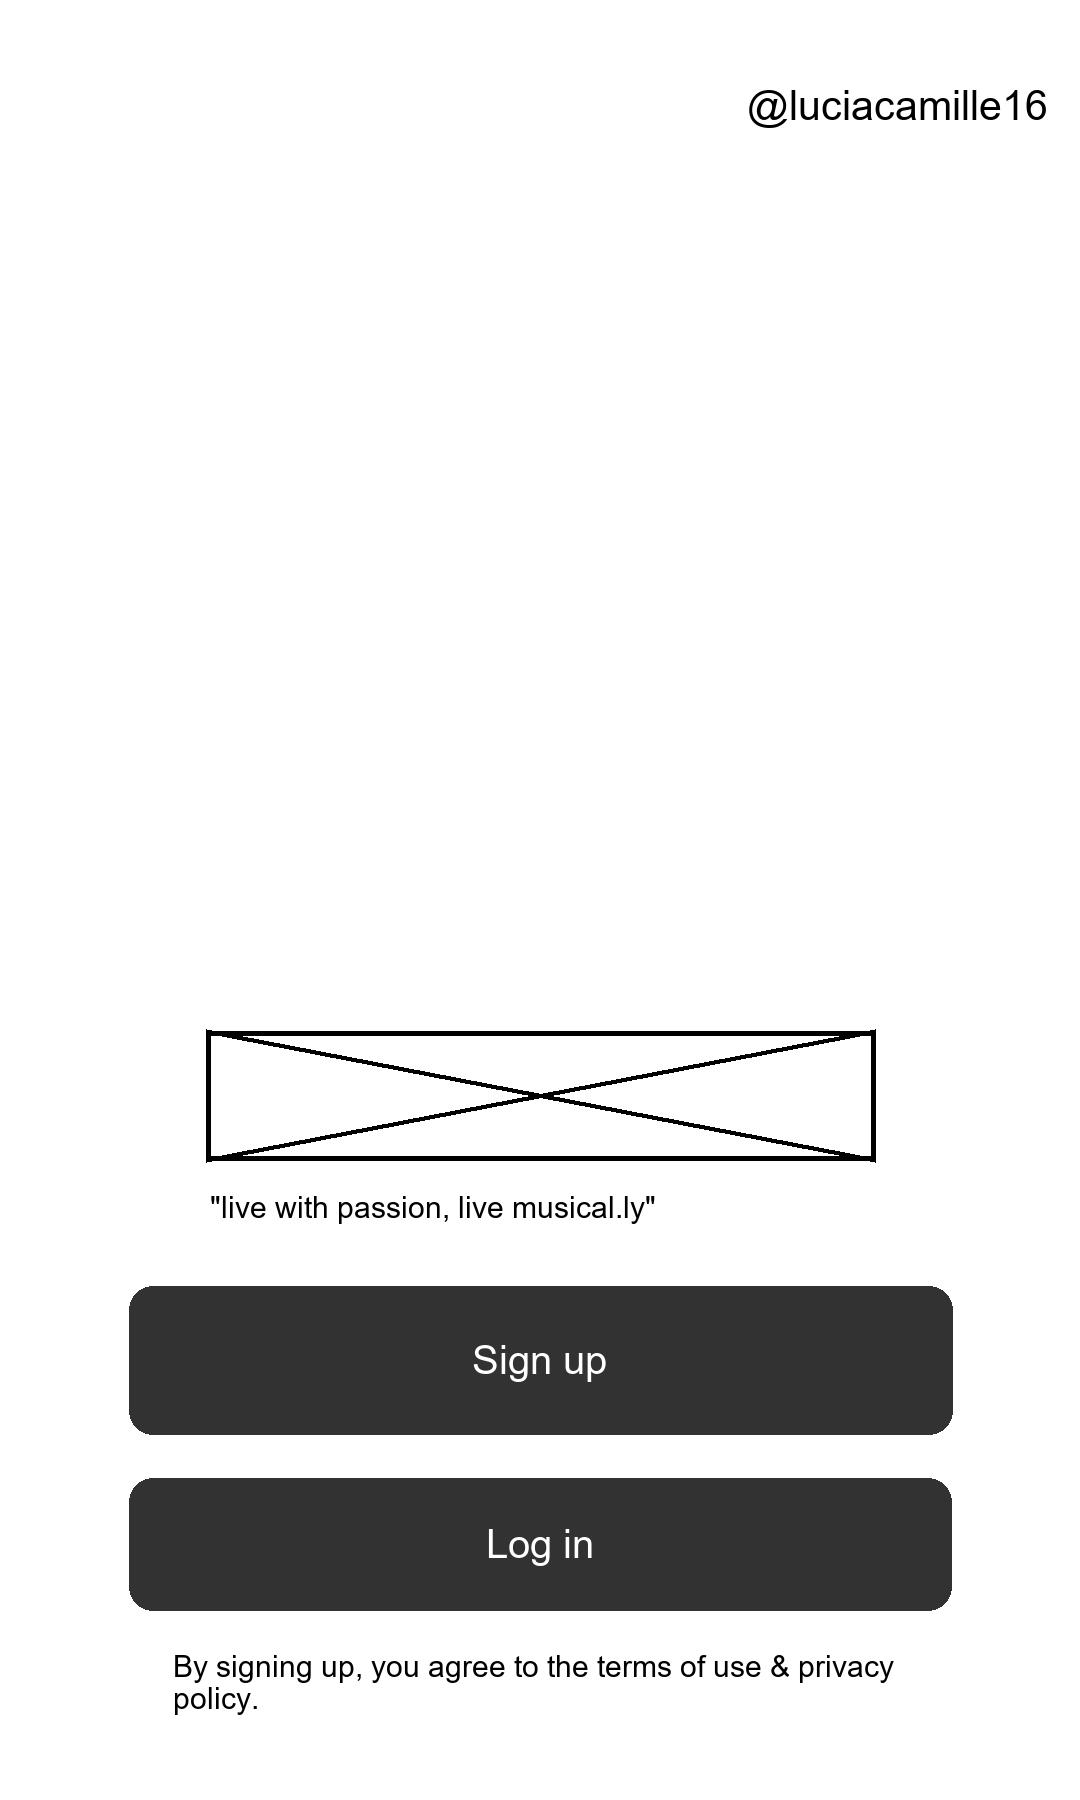 @luciacamille16
"live with passion, live musical.ly"
Sign up
Log in
By signing up, you agree to the terms of use & privacy
policy.